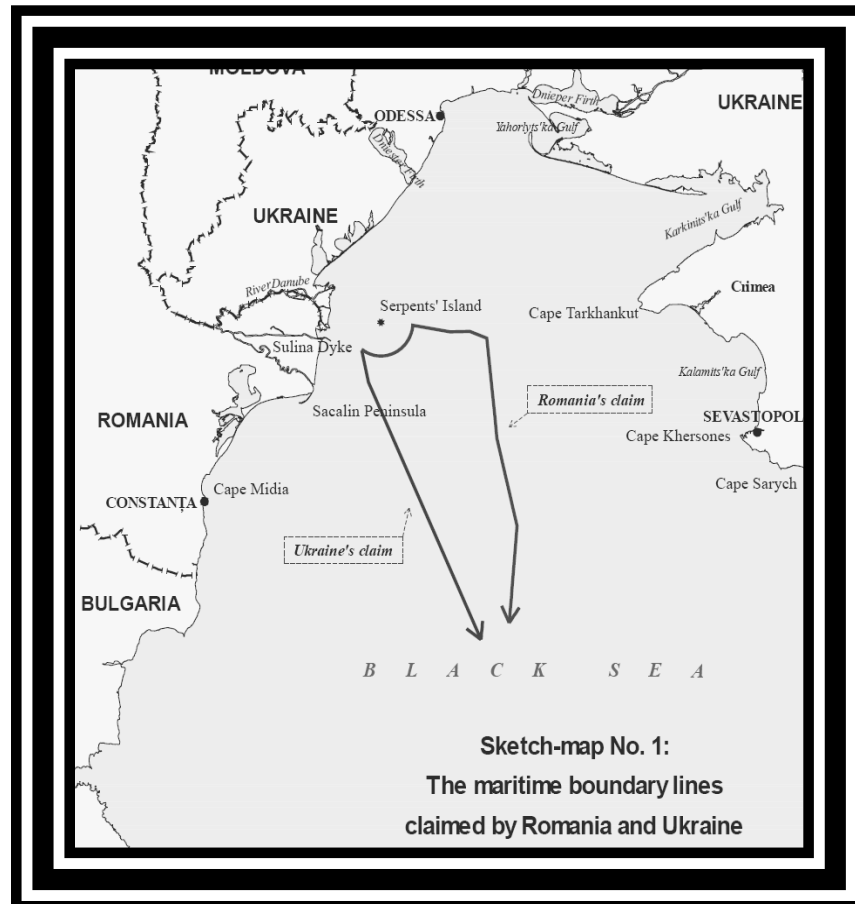 MOLDOVA
ODESSA
Dnieper Firth
UKRAINE
Yahorlyts'ka Gulf
Dniester Firth
UKRAINE
Karkinits'ka Gulf
River Danube
Serpents' Island
Cape Tarkhankut
Crimea
Sulina Dyke
Kalamits'ka Gulf
Sacalin Peninsula
Romania's claim
ROMANIA
SEVASTOPOL
Cape Khersones
CONSTANȚA
Cape Midia
Cape Sarych
Ukraine's claim
BULGARIA
BLACK SEA
Sketch-map No. 1:
The maritime boundary lines
claimed by Romania and Ukraine